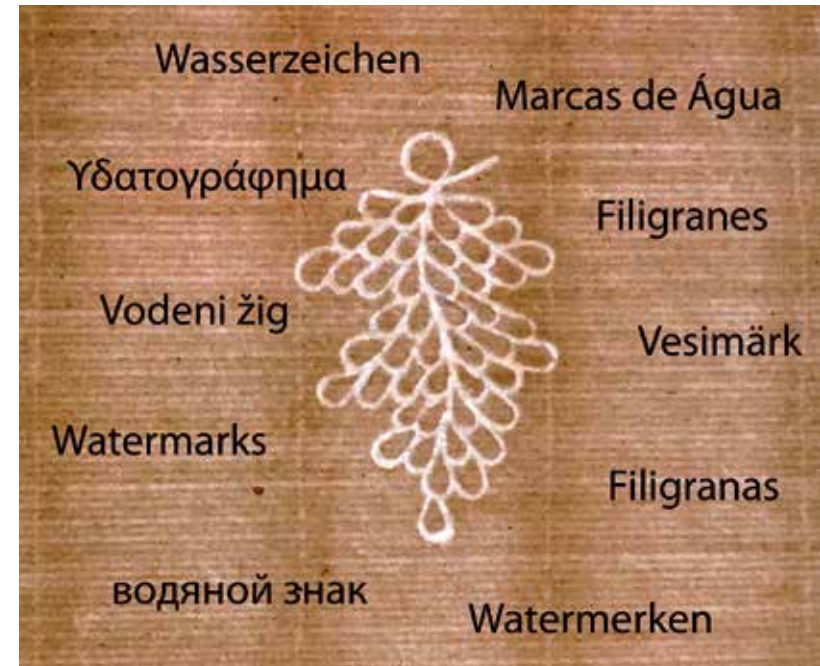 Wasserzeichen
Marcas de Água
Υδατογράφημα
Filigranes
Vodeni žig
Vesimärk
Watermarks
Filigranas
водяной знак
Watermerken